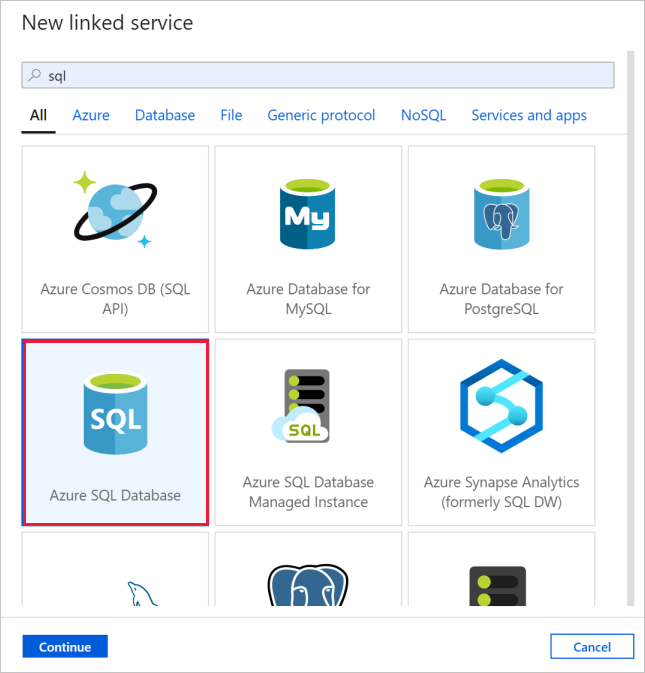 New linked service
sql
All Azure Database File Generic protocol NoSQL Services and apps
My
Azure Cosmos DB (SQL
API)
Azure Database for
MySQL
Azure Database for
PostgreSQL
SQL
SQL
Azure SQL Database
Azure SQL Database
Managed Instance
Azure Synapse Analytics
(formerly SQL DW)
Continue
Cancel